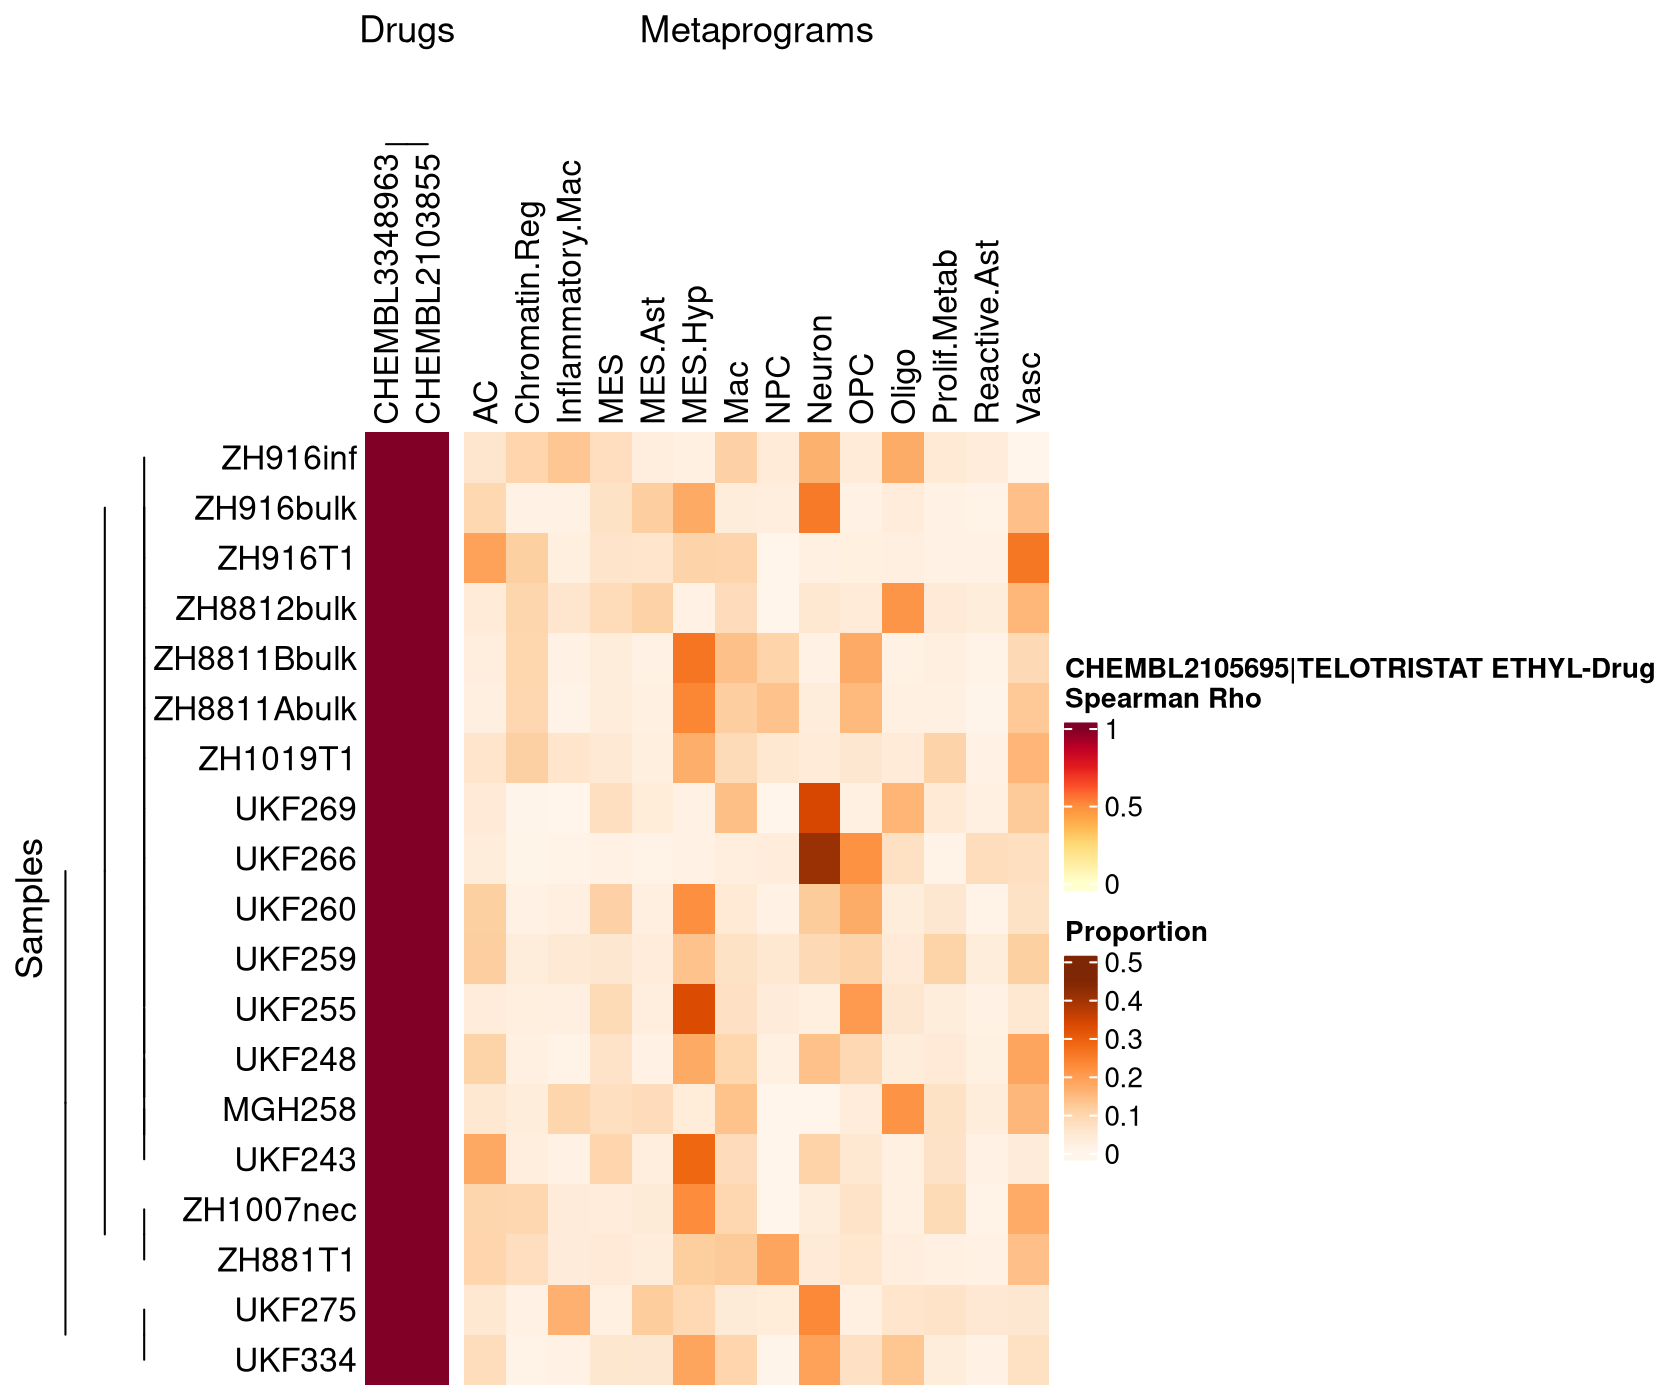 Drugs
Metaprograms
CHEMBL3348963
CHEMBL2103855
AC
Chromatin.Reg
Inflammatory.Mac
MES
MES.Ast
MES.Hyp
Mac
NPC
Neuron
OPC
Oligo
Prolif.Metab
Reactive.Ast
Vasc
Samples
ZH916inf
ZH916bulk
ZH916T1
ZH8812bulk
ZH8811Bbulk
ZH8811Abulk
ZH1019T1
UKF269
UKF266
UKF260
UKF259
UKF255
UKF248
MGH258
UKF243
ZH1007nec
ZH881T1
UKF275
UKF334
CHEMBL2105695|TELOTRISTAT ETHYL-Drug
Spearman Rho
1
0.5
0
Proportion
0.5
0.4
0.3
0.2
0.1
0